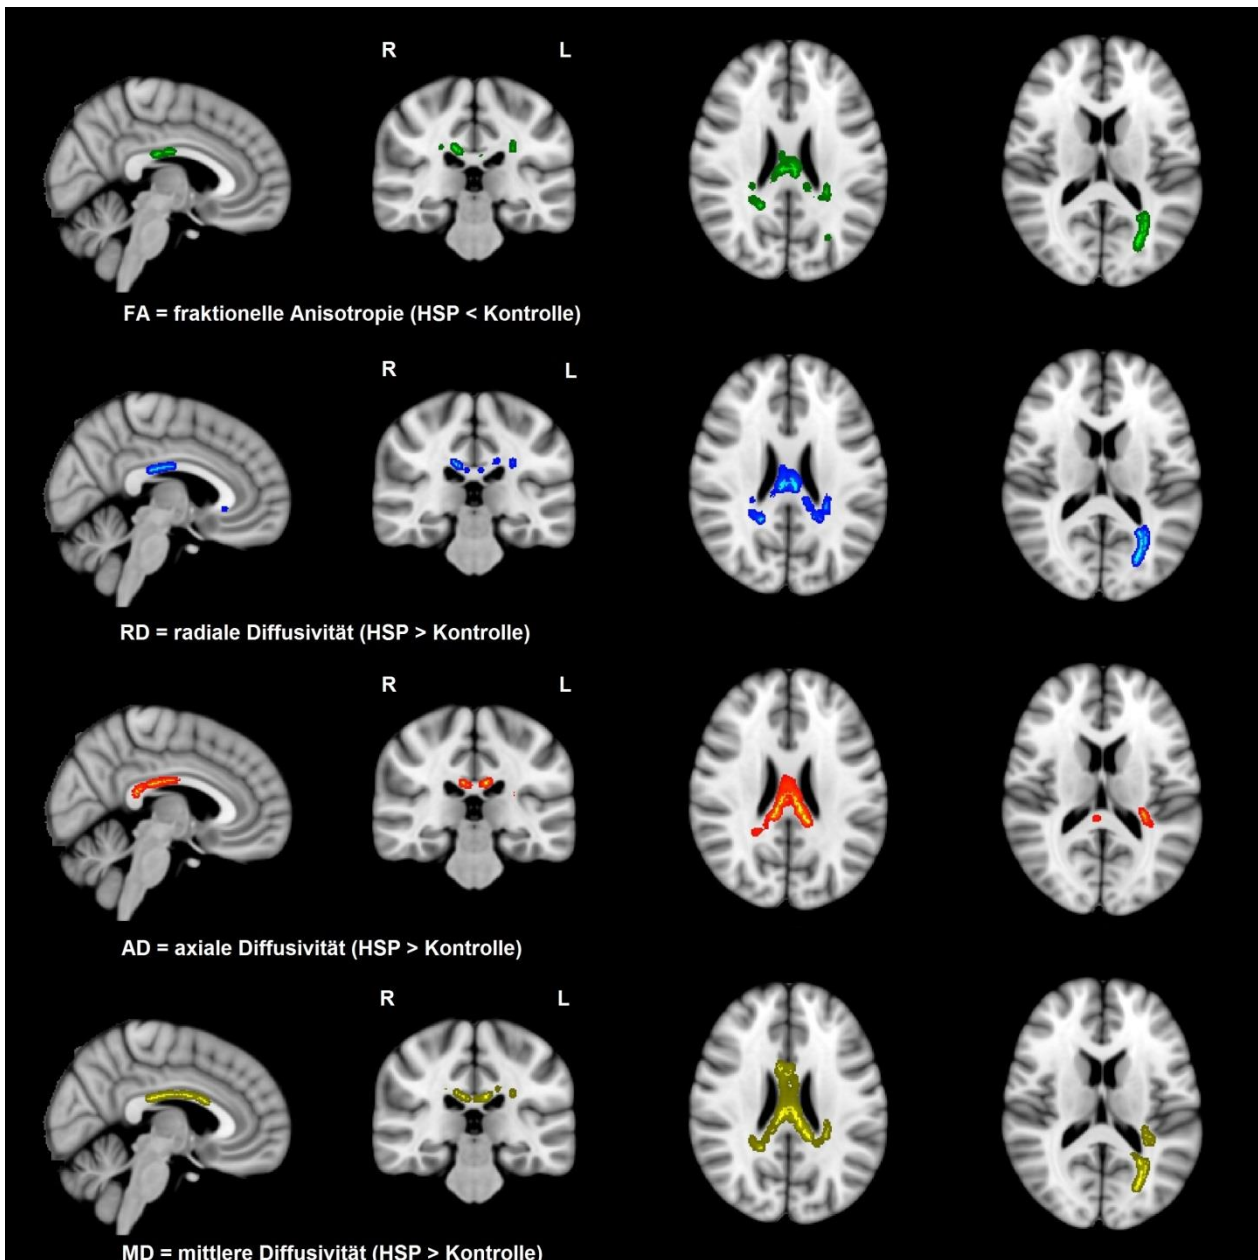 R L
FA = fraktionelle Anisotropie (HSP < Kontrolle)
R L
RD = radiale Diffusivität (HSP > Kontrolle)
R L
AD = axiale Diffusivität (HSP > Kontrolle)
R L
MD = mittlere Diffusivität (HSP > Kontrolle)